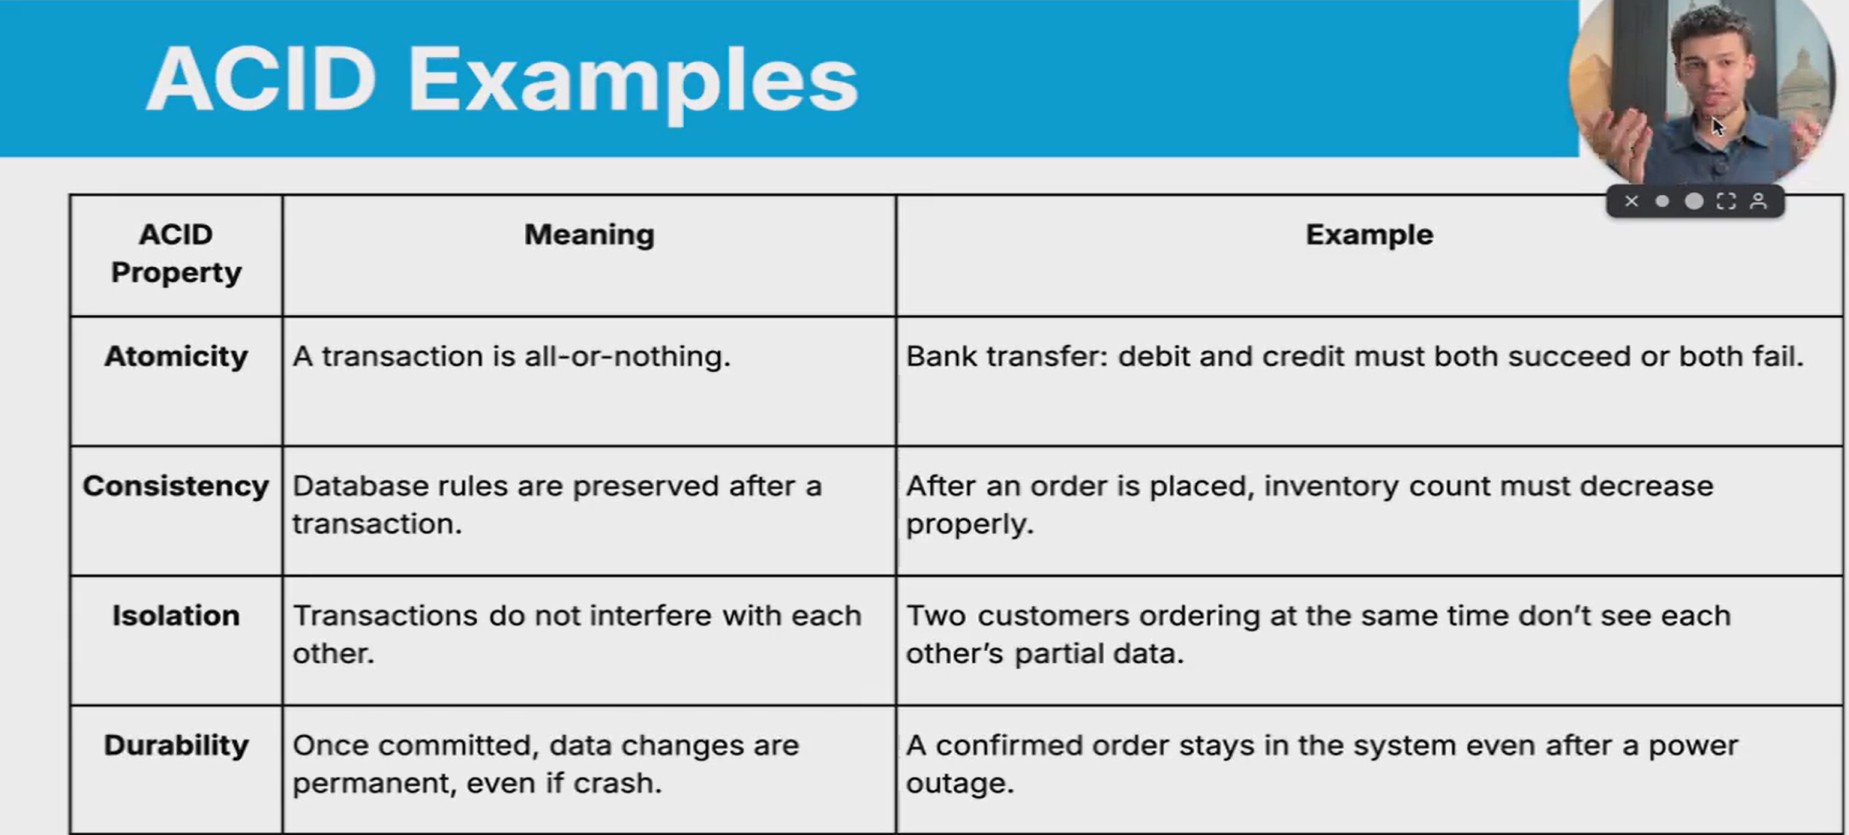 ACID Examples
ACID
Property
Meaning
Example
Atomicity
A transaction is all-or-nothing.
Bank transfer: debit and credit must both succeed or both fail.
Consistency
Database rules are preserved after a
transaction.
After an order is placed, inventory count must decrease
properly.
Isolation
Transactions do not interfere with each
other.
Two customers ordering at the same time don’t see each
other’s partial data.
Durability
Once committed, data changes are
permanent, even if crash.
A confirmed order stays in the system even after a power
outage.